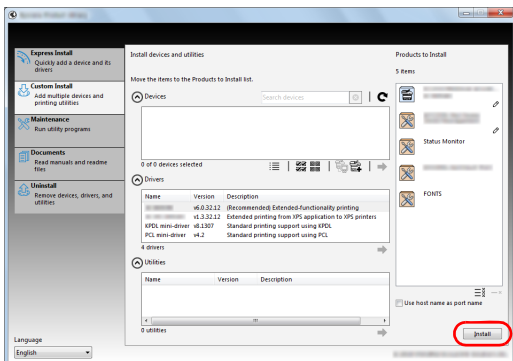 Express Install
Quickly add a device and its
drivers
Custom Install
Add multiple devices and
printing utilities
Maintenance
Run utility programs
Documents
Read manuals and readme
files
Uninstall
Remove devices, drivers, and
utilities
Language
English
Install devices and utilities
Move the items to the Products to Install list.
Devices
Search devices
0 of 0 devices selected
Drivers
Name Version Description
v6.0.32.12 (Recommended) Extended-functionality printing
v1.3.32.12 Extended printing from XPS application to XPS printers
KPDL mini-driver v8.1307 Standard printing support using KPDL
PCL mini-driver v4.2 Standard printing support using PCL
4 drivers
Utilities
Name Version Description
0 utilities
Products to Install
5 items
Status Monitor
FONTS
Use host name as port name
Install